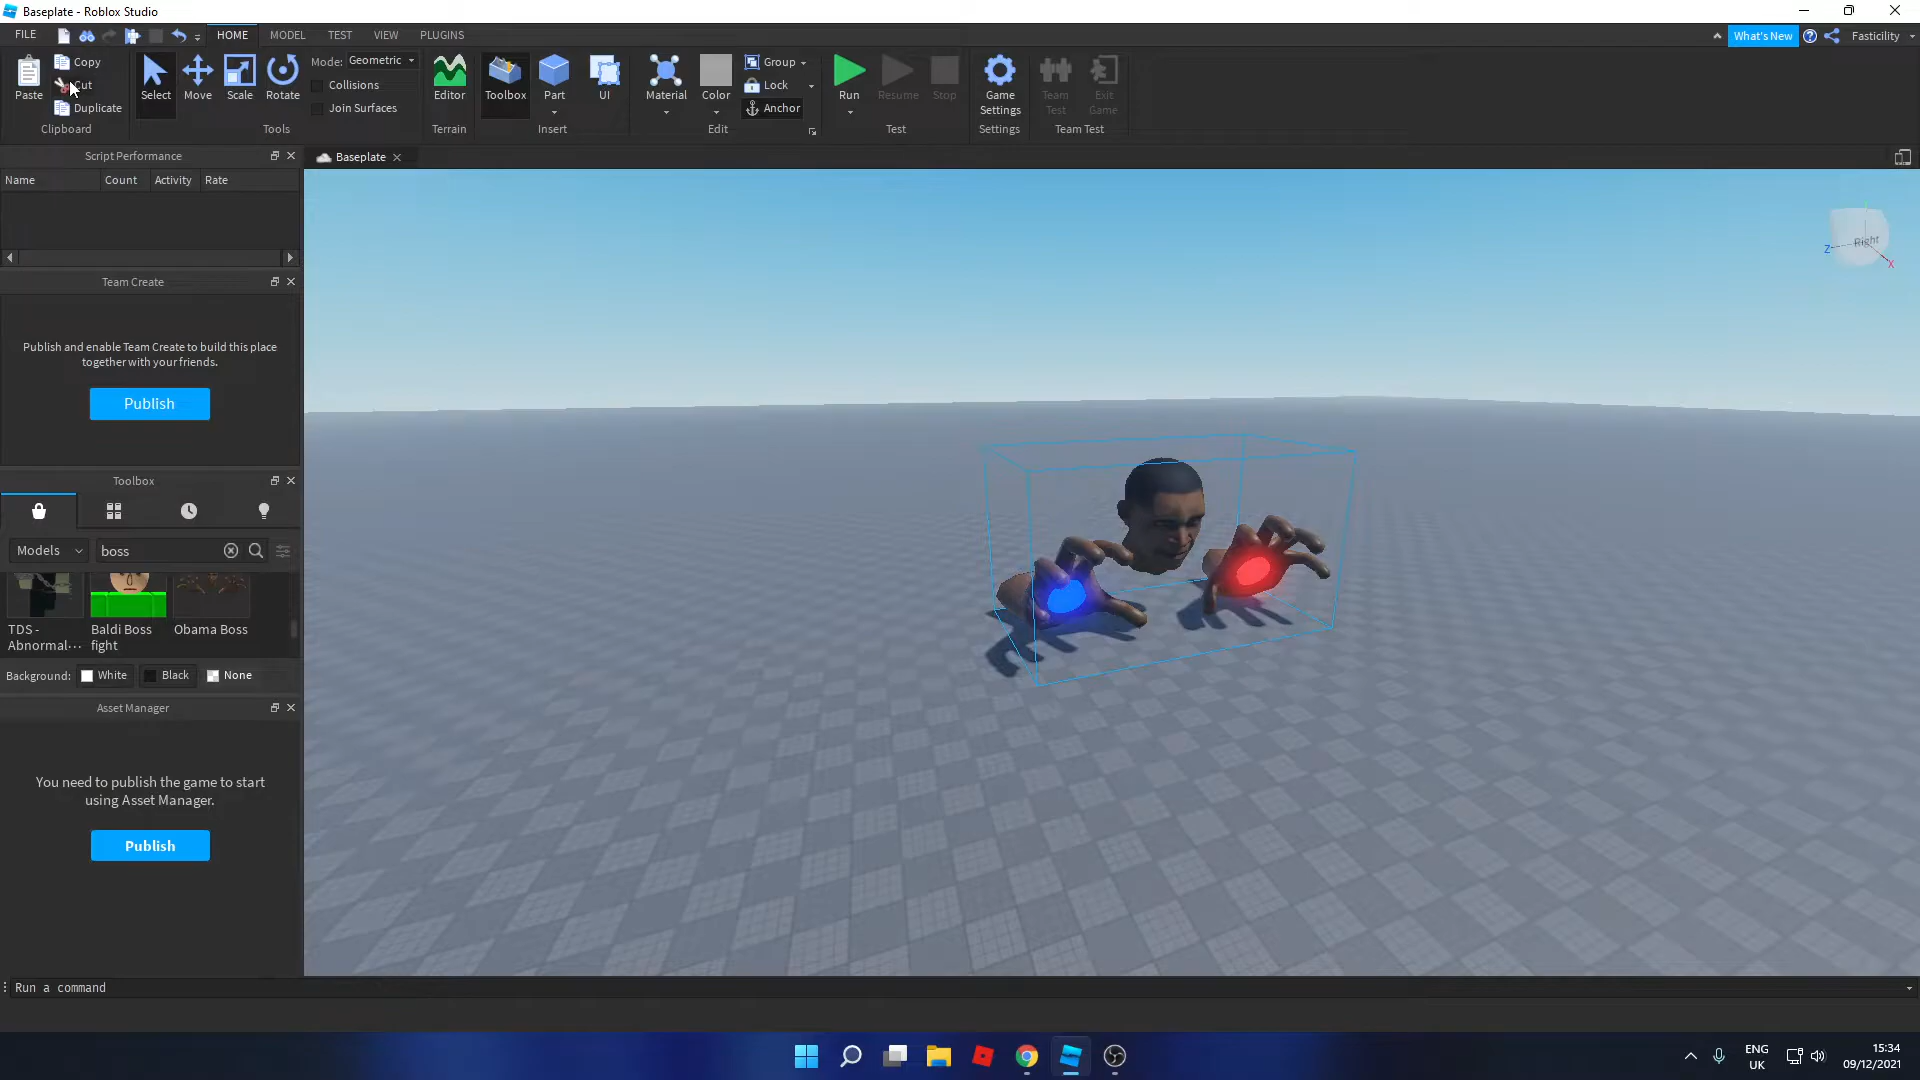 Baseplate - Roblox Studio
FILE
HOME
MODEL
TEST
VIEW
PLUGINS
What's New
Fasticility
Paste
Copy
Cut
Duplicate
Clipboard
Select
Move
Scale
Rotate
Mode: Geometric
Collisions
Join Surfaces
Tools
Editor
Terrain
Toolbox
Part
UI
Insert
Material
Color
Group
Lock
Anchor
Edit
Run
Resume
Stop
Test
Game
Settings
Settings
Team
Test
Exit
Game
Team Test
Script Performance
Name Count Activity Rate
Baseplate
Right
Z
X
Team Create
Publish and enable Team Create to build this place
together with your friends.
Publish
Toolbox
Models
boss
TDS -
Abnormal...
Baldi Boss
fight
Obama Boss
Background: White Black None
Asset Manager
You need to publish the game to start
using Asset Manager.
Publish
Run a command
ENG
UK
15:34
09/12/2021